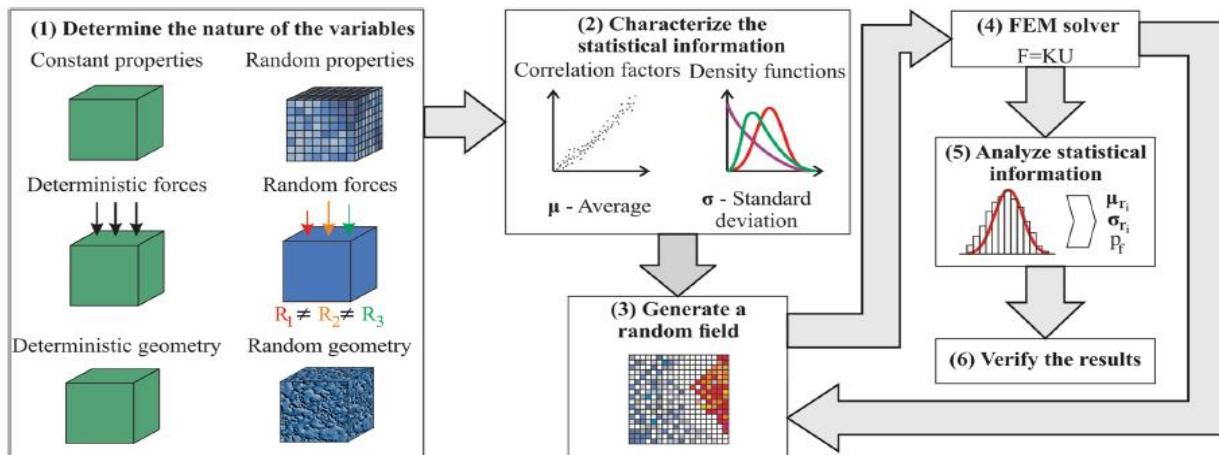 (1) Determine the nature of the variables
Constant properties
Random properties
Deterministic forces
Random forces
R1 ≠ R2 ≠ R3
Deterministic geometry
Random geometry
(2) Characterize the
statistical information
Correlation factors
Density functions
μ - Average
σ - Standard
deviation
(3) Generate a
random field
(4) FEM solver
F=KU
(5) Analyze statistical
information
μri
σri
pf
(6) Verify the results